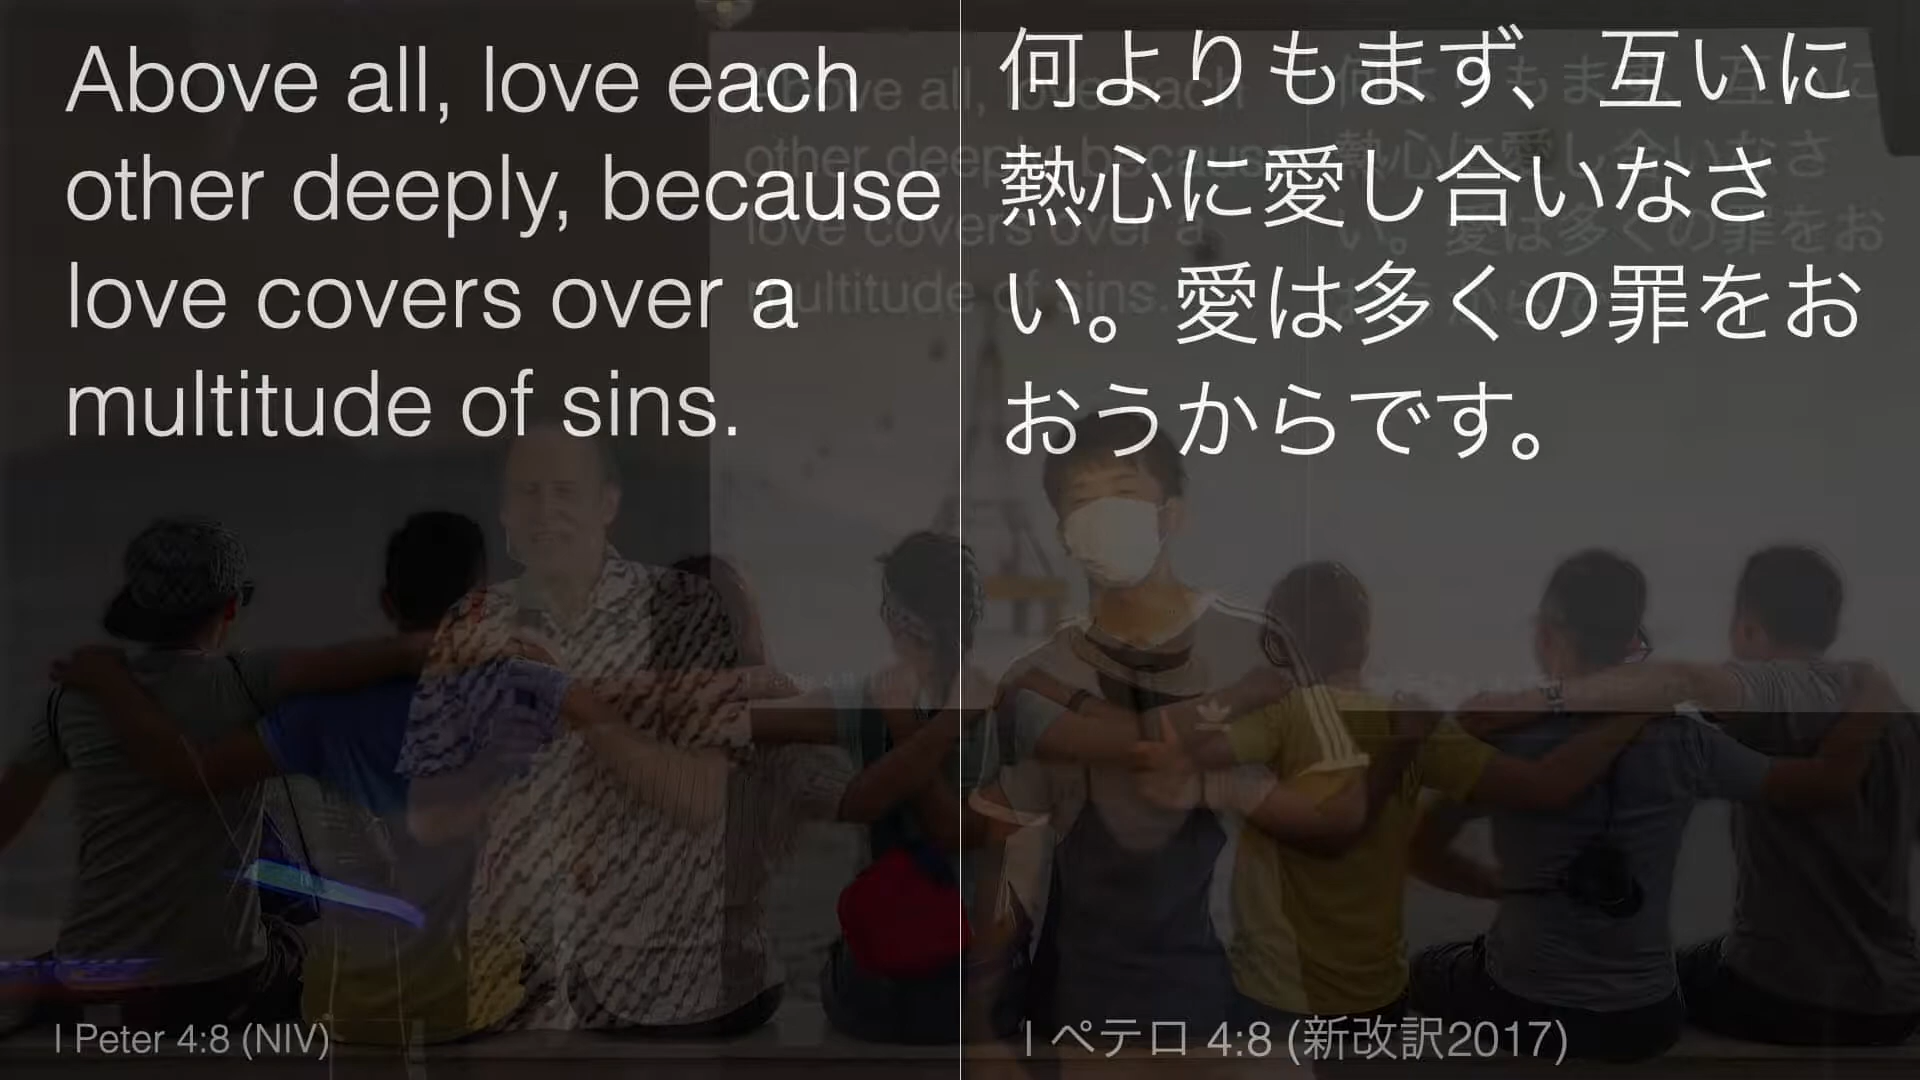 Above all, love each
other deeply, because
love covers over a
multitude of sins.
I Peter 4:8 (NIV)
何よりもまず、互いに
熱心に愛し合いなさ
い。愛は多くの罪をお
おうからです。
I ペテロ 4:8 (新改訳2017)